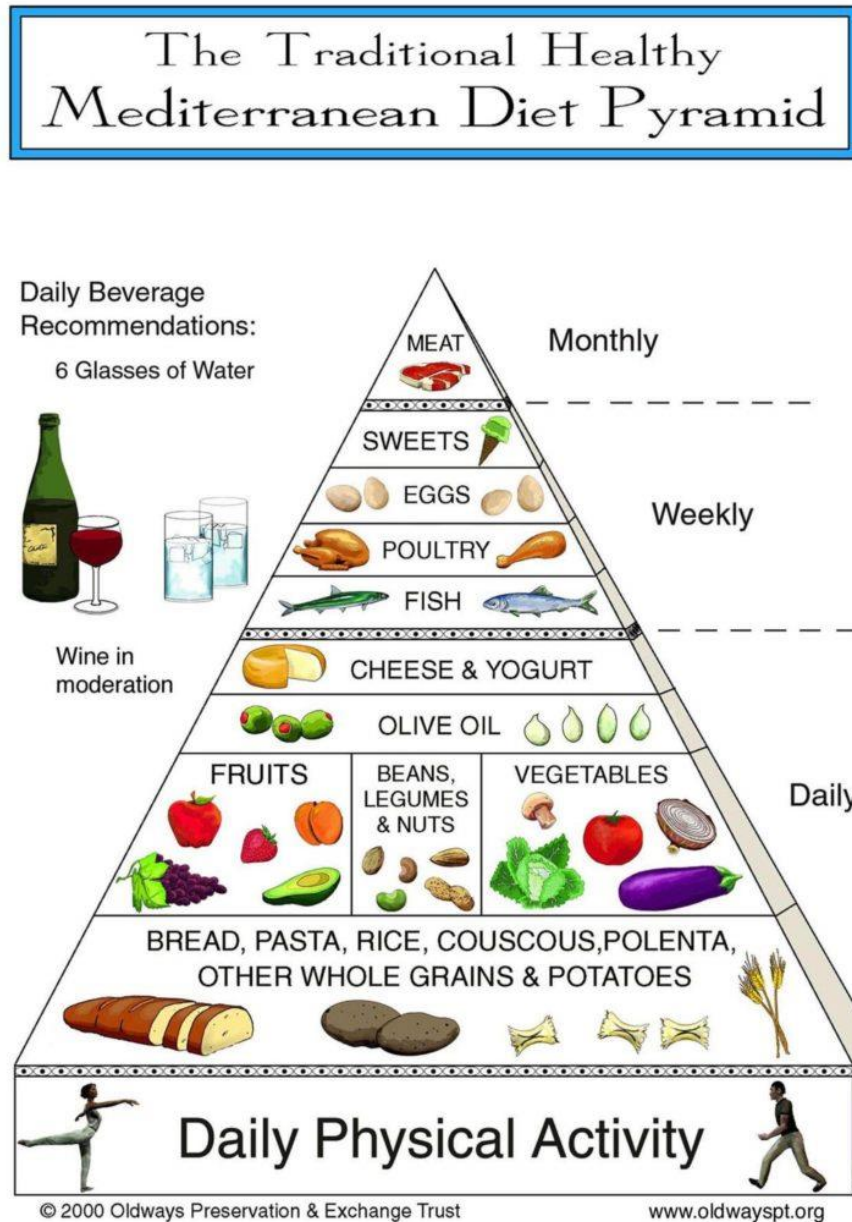 The Traditional Healthy
Mediterranean Diet Pyramid
Daily Beverage
Recommendations:
6 Glasses of Water
Wine in
moderation
MEAT
Monthly
SWEETS
EGGS
POULTRY
FISH
Weekly
CHEESE & YOGURT
OLIVE OIL
FRUITS
BEANS,
LEGUMES
& NUTS
VEGETABLES
Daily
BREAD, PASTA, RICE, COUSCOUS,POLENTA,
OTHER WHOLE GRAINS & POTATOES
Daily Physical Activity
© 2000 Oldways Preservation & Exchange Trust
www.oldwayspt.org